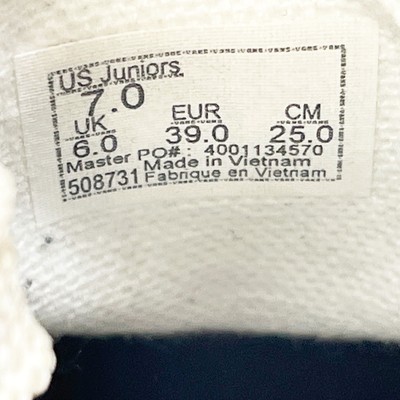 US Juniors
7.0
UK EUR CM
6.0 39.0 25.0
Master PO#: 4001134570
Made in Vietnam
508731 Fabrique en Vietnam